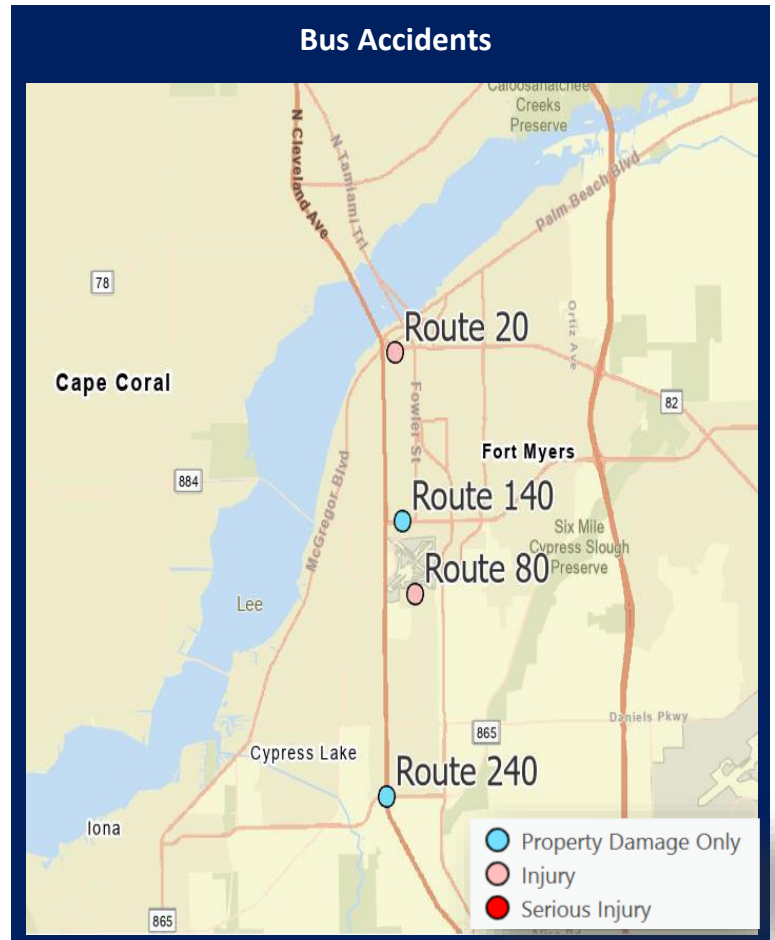 Bus Accidents
Caloosahatchee
Creeks
Preserve
N Cleveland Ave
N Tamiami Trl
Palm Beach Blvd
78
Ortiz Ave
Route 20
Cape Coral
82
Fowler St
Fort Myers
884
McGregor Blvd
Route 140
Six Mile
Cypress Slough
Preserve
Route 80
Lee
Daniels Pkwy
865
Cypress Lake
Route 240
Iona
Property Damage Only
Injury
Serious Injury
865